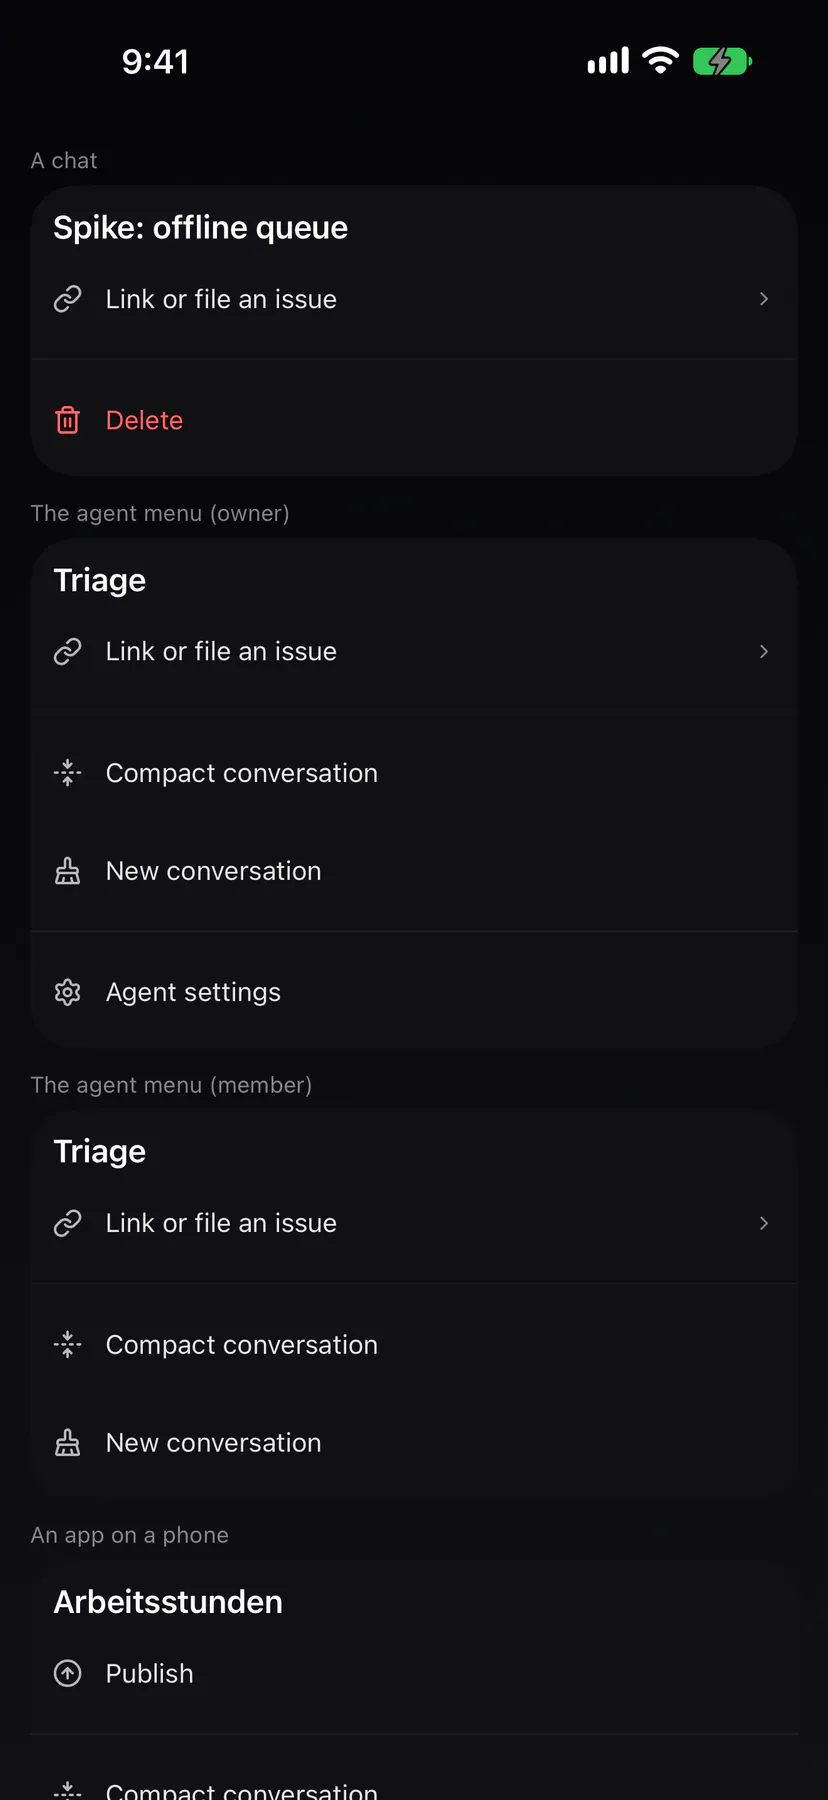 9:41
A chat
Spike: offline queue
Link or file an issue
Delete
The agent menu (owner)
Triage
Link or file an issue
Compact conversation
New conversation
Agent settings
The agent menu (member)
Triage
Link or file an issue
Compact conversation
New conversation
An app on a phone
Arbeitsstunden
Publish
Compact conversation